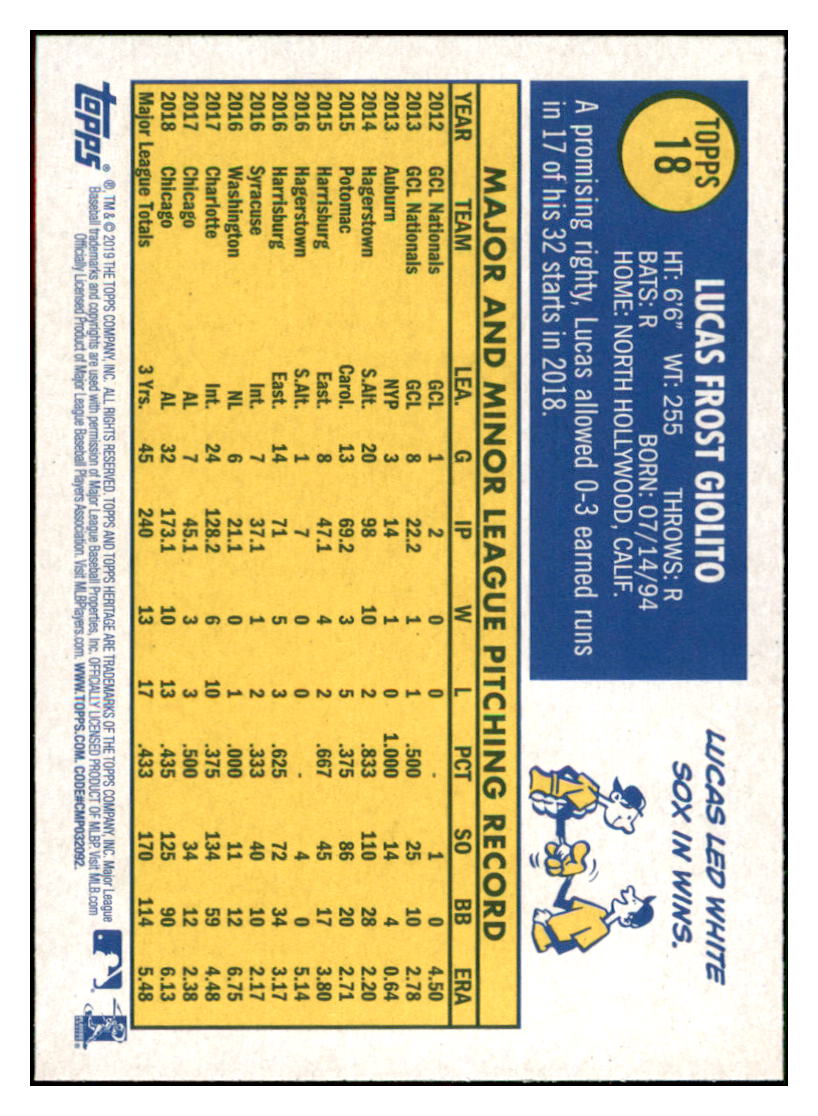 TOPPS
18
LUCAS FROST GIOLITO
HT: 6'6" WT: 255 THROWS: R
BATS: R BORN: 07/14/94
HOME: NORTH HOLLYWOOD, CALIF.
A promising righty, Lucas allowed 0-3 earned runs
in 17 of his 32 starts in 2018.
LUCAS LED WHITE
SOX IN WINS.
MAJOR AND MINOR LEAGUE PITCHING RECORD
YEAR TEAM LEA. G IP W L PCT SO BB ERA
2012 GCL Nationals GCL 1 2 0 0 - 1 0 4.50
2013 GCL Nationals GCL 8 22.2 1 1 .500 25 10 2.78
2013 Auburn NYP 3 14 1 0 1.000 14 4 0.64
2014 Hagerstown S.Alt. 20 98 10 2 .833 110 28 2.20
2015 Potomac Carol. 13 69.2 3 5 .375 86 20 2.71
2015 Harrisburg East. 8 47.1 4 2 .667 45 17 3.80
2016 Hagerstown S.Alt. 1 7 0 0 - 4 0 5.14
2016 Harrisburg East. 14 71 5 3 .625 72 34 3.17
2016 Syracuse Int. 7 37.1 1 2 .333 40 10 2.17
2016 Washington NL 6 21.1 0 1 .000 11 12 6.75
2017 Charlotte Int. 24 128.2 6 10 .375 134 59 4.48
2017 Chicago AL 7 45.1 3 3 .500 34 12 2.38
2018 Chicago AL 32 173.1 10 13 .435 125 90 6.13
Major League Totals 3 Yrs. 45 240 13 17 .433 170 114 5.48
topps®
®, TM & © 2019 THE TOPPS COMPANY, INC. ALL RIGHTS RESERVED. TOPPS AND TOPPS HERITAGE ARE TRADEMARKS OF THE TOPPS COMPANY, INC. Major League
Baseball trademarks and copyrights are used with permission of Major League Baseball Properties, Inc. OFFICIALLY LICENSED PRODUCT OF MLBP. Visit MLB.com
Officially Licensed Product of Major League Baseball Players Association. Visit MLBPlayers.com. WWW.TOPPS.COM. CODE#CMP032092.